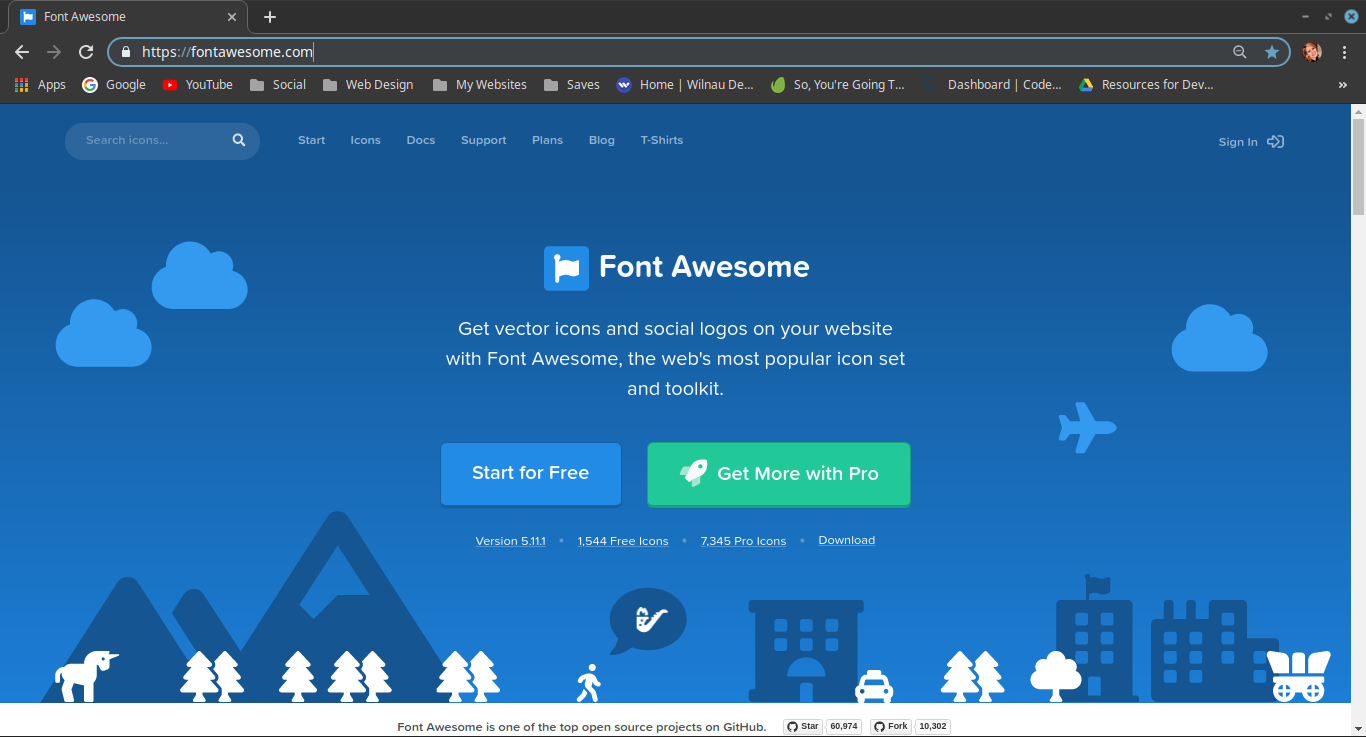 Font Awesome
https://fontawesome.com
Apps Google YouTube Social Web Design My Websites Saves Home | Wilnau De... So, You're Going T... Dashboard | Code... Resources for Dev... »
Search icons... Start Icons Docs Support Plans Blog T-Shirts Sign In
Font Awesome
Get vector icons and social logos on your website
with Font Awesome, the web's most popular icon set
and toolkit.
Start for Free Get More with Pro
Version 5.11.1 • 1,544 Free Icons • 7,345 Pro Icons • Download
Font Awesome is one of the top open source projects on GitHub. Star 60,974 Fork 10,302